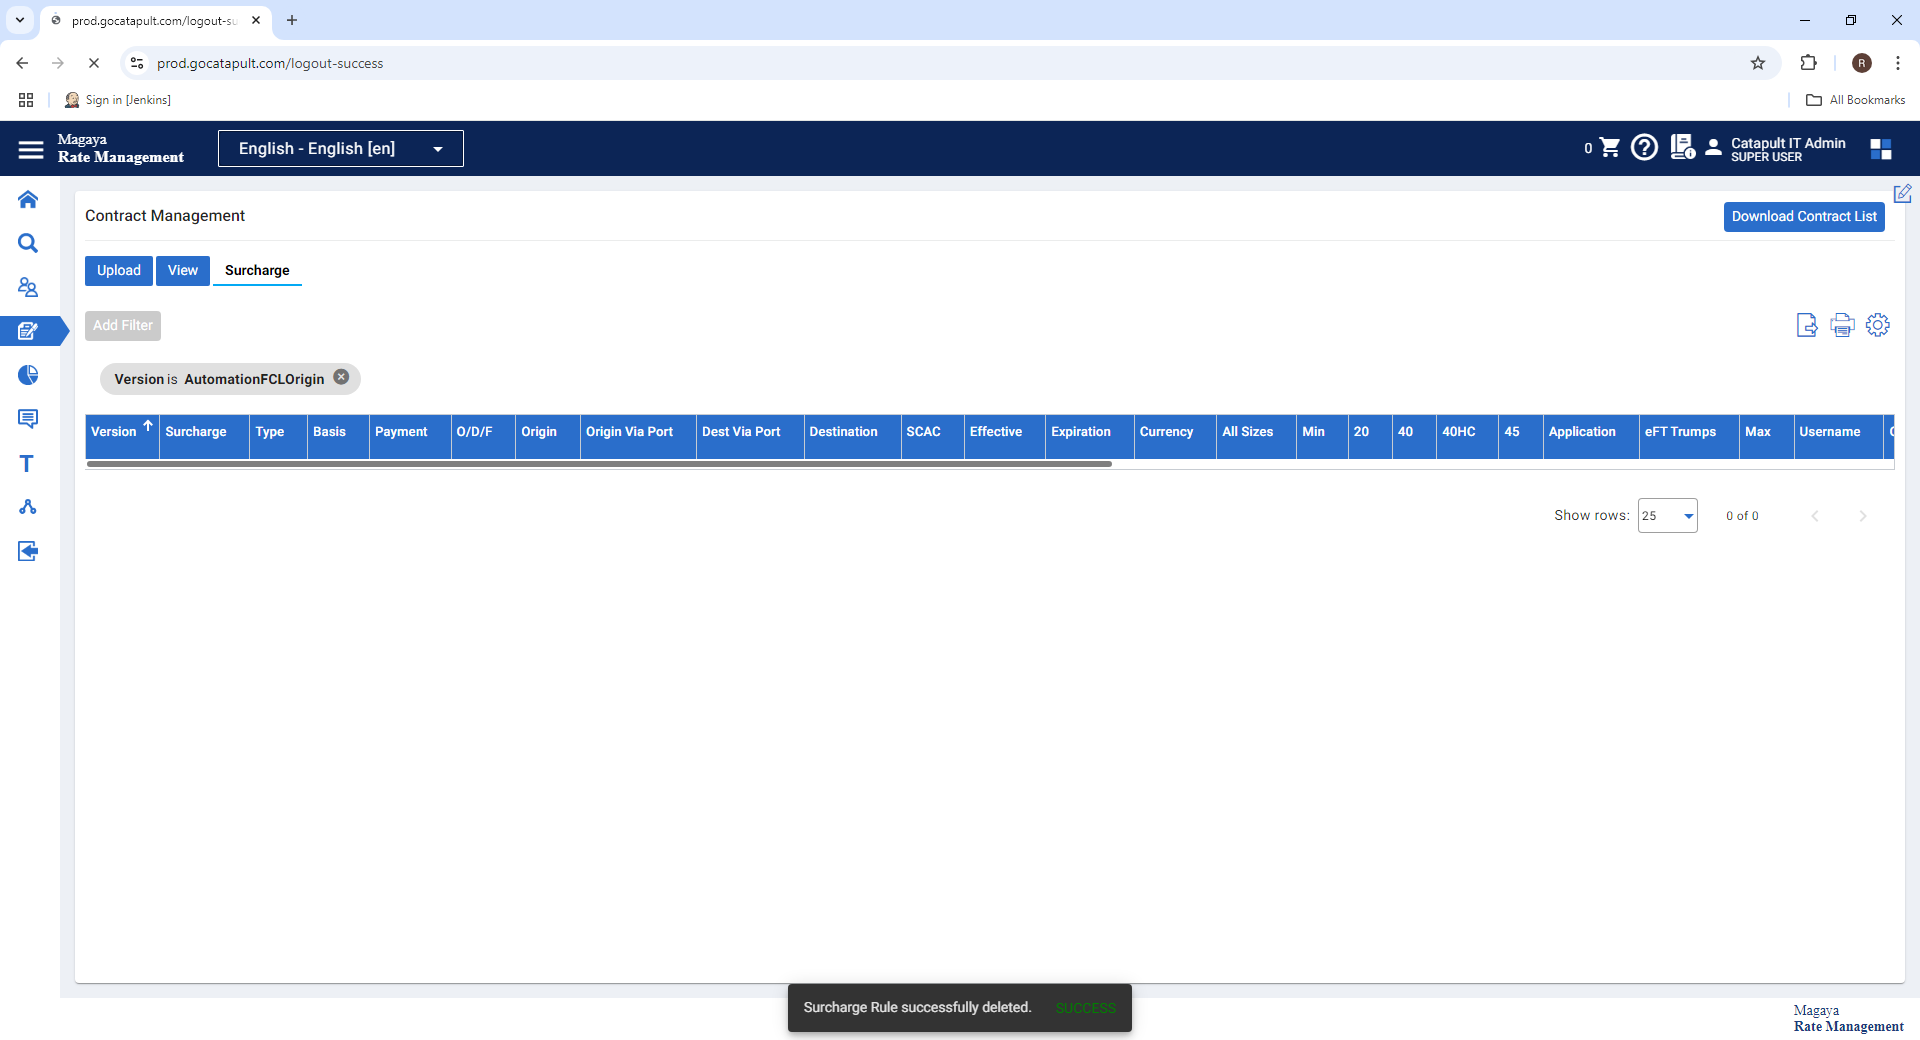 prod.gocatapult.com/logout-su
prod.gocatapult.com/logout-success
R
Sign in [Jenkins]
All Bookmarks
Magaya
Rate Management
English - English [en]
0
Catapult IT Admin
SUPER USER
Contract Management
Download Contract List
Upload
View
Surcharge
Add Filter
Version is AutomationFCLOrigin
Version Surcharge Type Basis Payment O/D/F Origin Origin Via Port Dest Via Port Destination SCAC Effective Expiration Currency All Sizes Min 20 40 40HC 45 Application eFT Trumps Max Username
Show rows: 25 0 of 0
T
Surcharge Rule successfully deleted. SUCCESS
Magaya
Rate Management